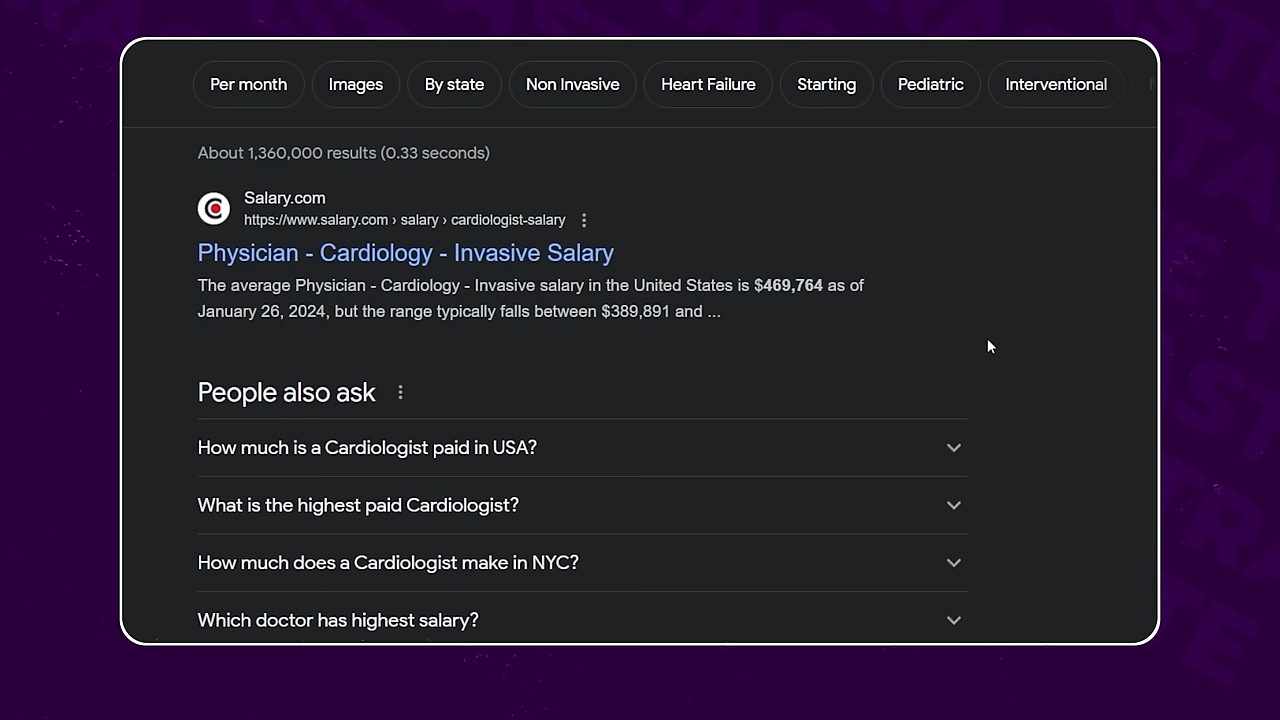 Per month Images By state Non Invasive Heart Failure Starting Pediatric Interventional
About 1,360,000 results (0.33 seconds)
Salary.com
https://www.salary.com › salary › cardiologist-salary
Physician - Cardiology - Invasive Salary
The average Physician - Cardiology - Invasive salary in the United States is $469,764 as of
January 26, 2024, but the range typically falls between $389,891 and ...
People also ask
How much is a Cardiologist paid in USA?
What is the highest paid Cardiologist?
How much does a Cardiologist make in NYC?
Which doctor has highest salary?